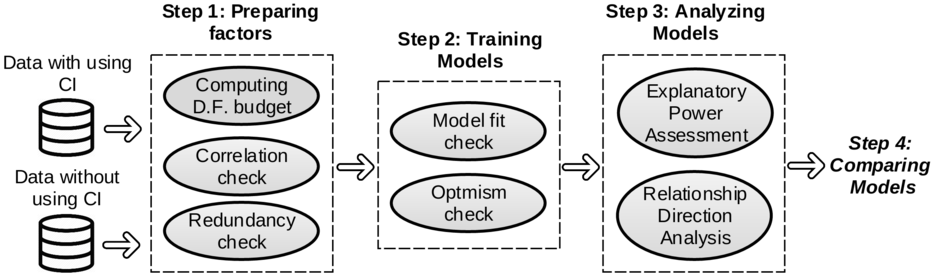 Step 1: Preparing
factors
Data with using
CI
Data without
using CI
Computing
D.F. budget
Correlation
check
Redundancy
check
Step 2: Training
Models
Model fit
check
Optmism
check
Step 3: Analyzing
Models
Explanatory
Power
Assessment
Relationship
Direction
Analysis
Step 4:
Comparing
Models